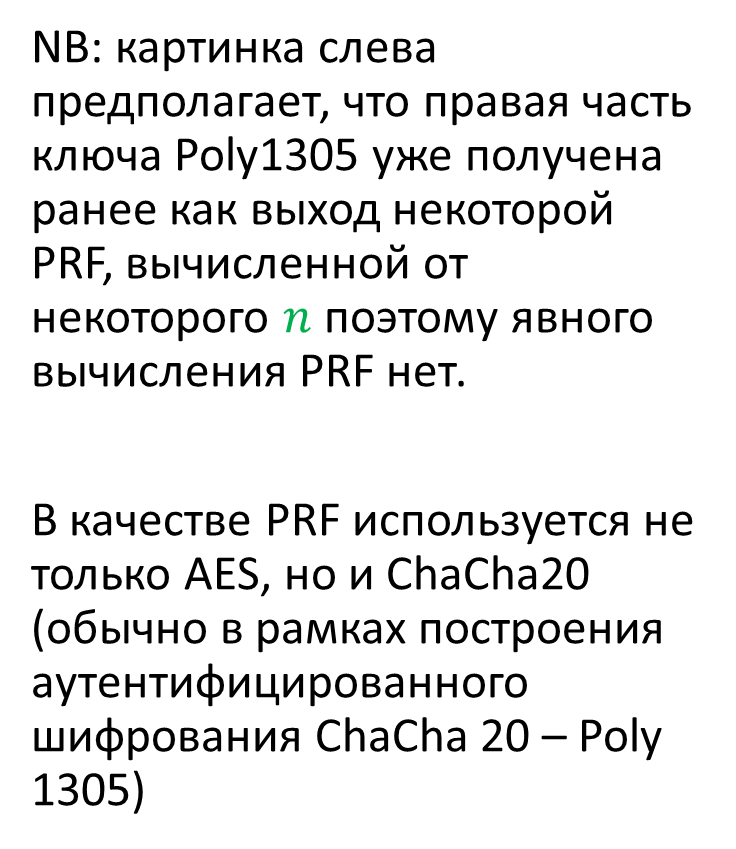 NB: картинка слева
предполагает, что правая часть
ключа Poly1305 уже получена
ранее как выход некоторой
PRF, вычисленной от
некоторого n поэтому явного
вычисления PRF нет.
В качестве PRF используется не
только AES, но и ChaCha20
(обычно в рамках построения
аутентифицированного
шифрования ChaCha 20 – Poly
1305)